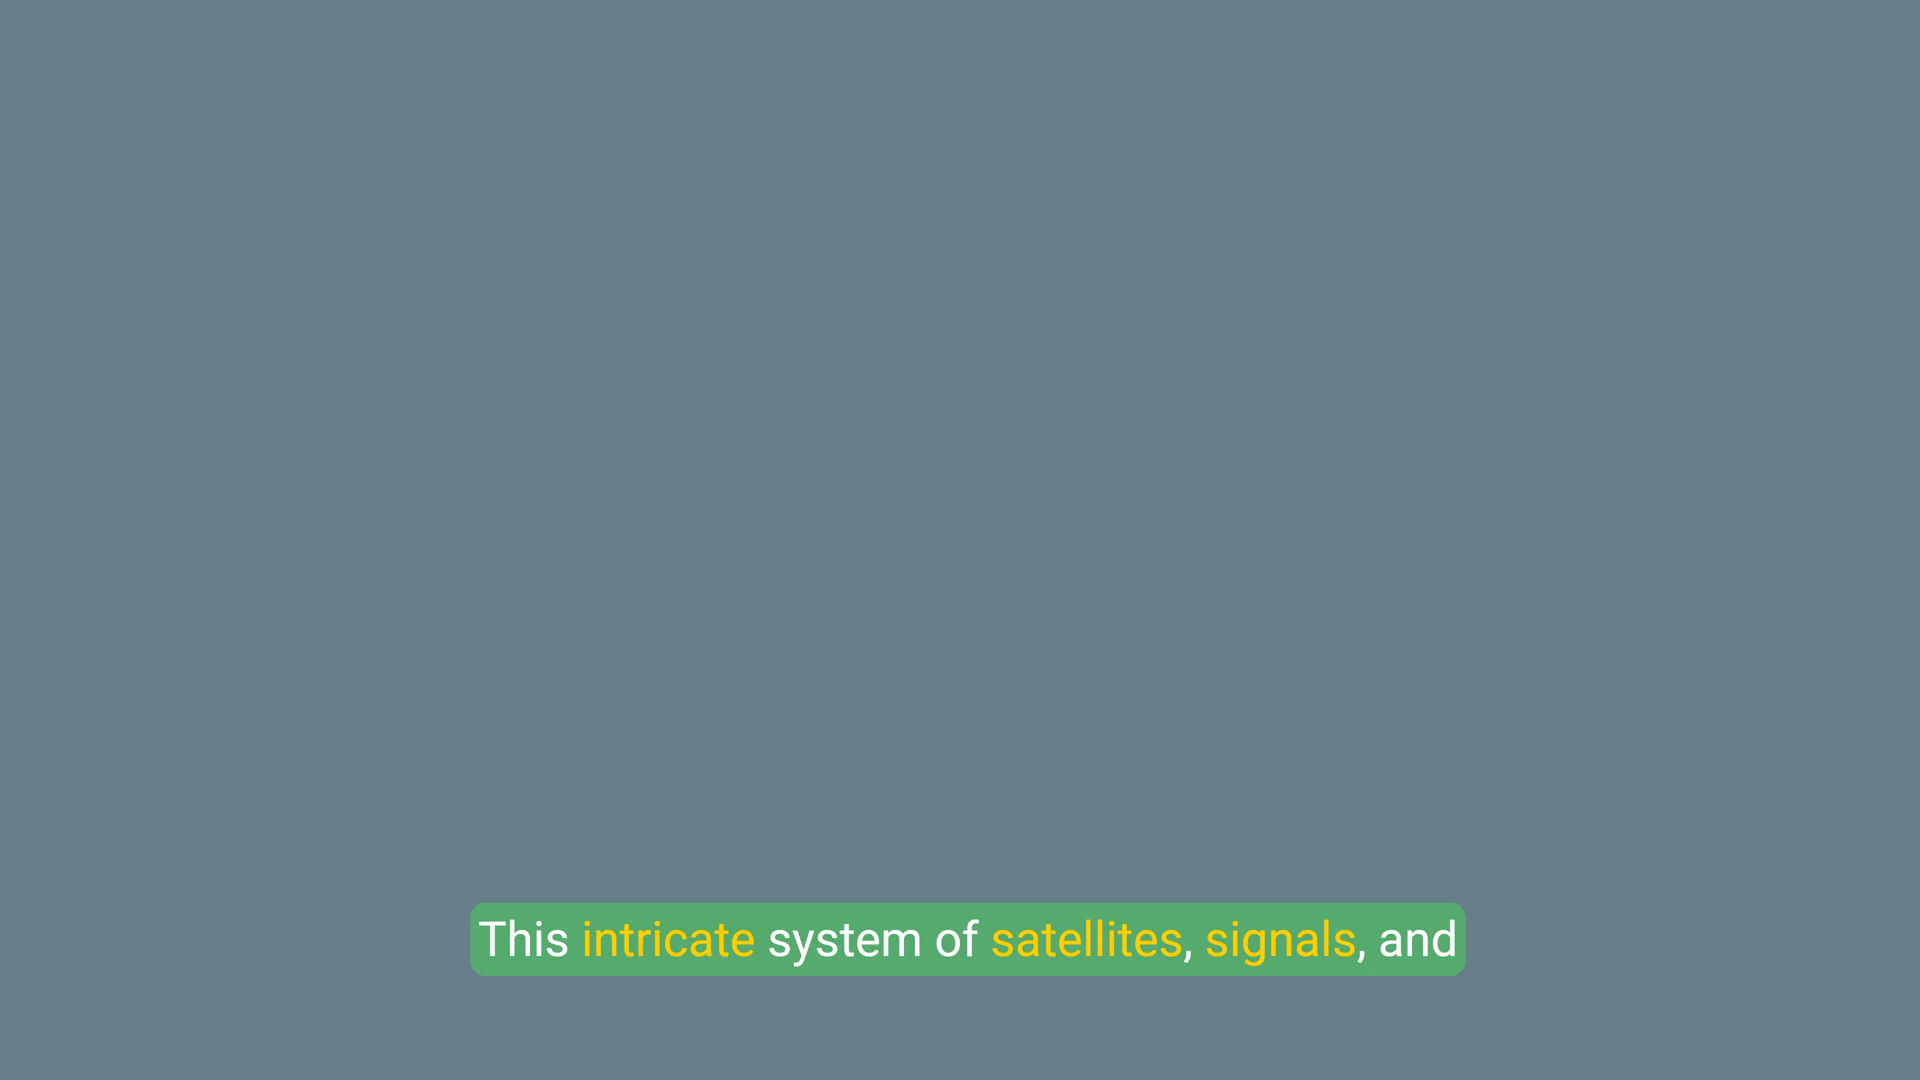 This intricate system of satellites, signals, and